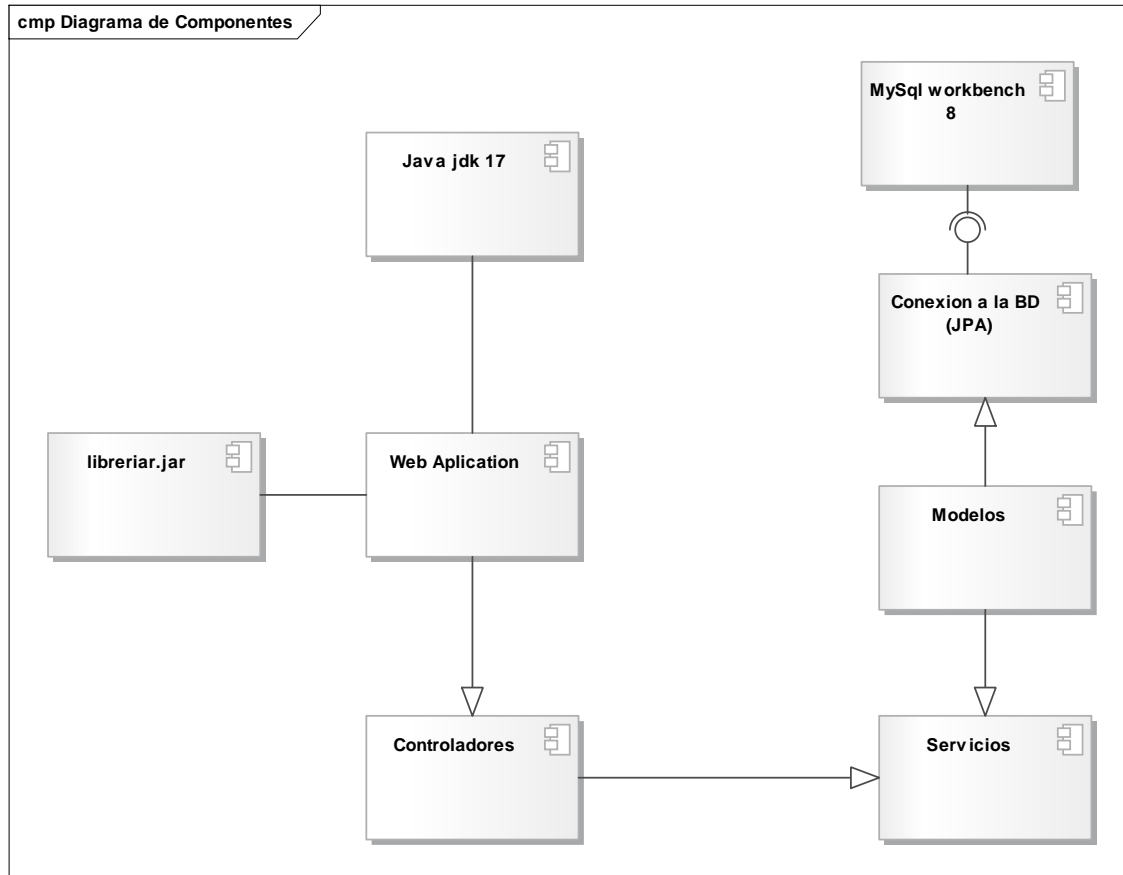 cmp Diagrama de Componentes
MySql workbench
8
Java jdk 17
Conexion a la BD
(JPA)
libreriar.jar
Web Aplication
Modelos
Controladores
Servicios